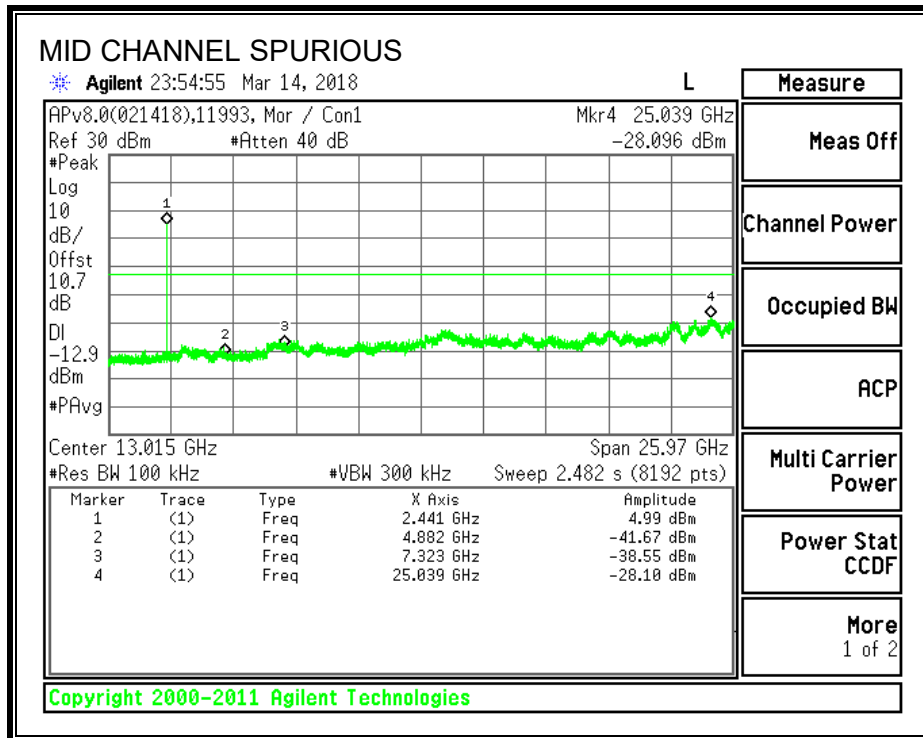 MID CHANNEL SPURIOUS
Agilent 23:54:55 Mar 14, 2018 L
APv8.0(021418),11993, Mor / Con1 Mkr4 25.039 GHz
Ref 30 dBm #Atten 40 dB -28.096 dBm
#Peak
Log
10
dB/
Offst
10.7
dB
DI
-12.9
dBm
#PAvg
1
2
3
4
Center 13.015 GHz Span 25.97 GHz
#Res BW 100 kHz #VBW 300 kHz Sweep 2.482 s (8192 pts)
Marker Trace Type X Axis Amplitude
1 (1) Freq 2.441 GHz 4.99 dBm
2 (1) Freq 4.882 GHz -41.67 dBm
3 (1) Freq 7.323 GHz -38.55 dBm
4 (1) Freq 25.039 GHz -28.10 dBm
Measure
Meas Off
Channel Power
Occupied BW
ACP
Multi Carrier
Power
Power Stat
CCDF
More
1 of 2
Copyright 2000-2011 Agilent Technologies